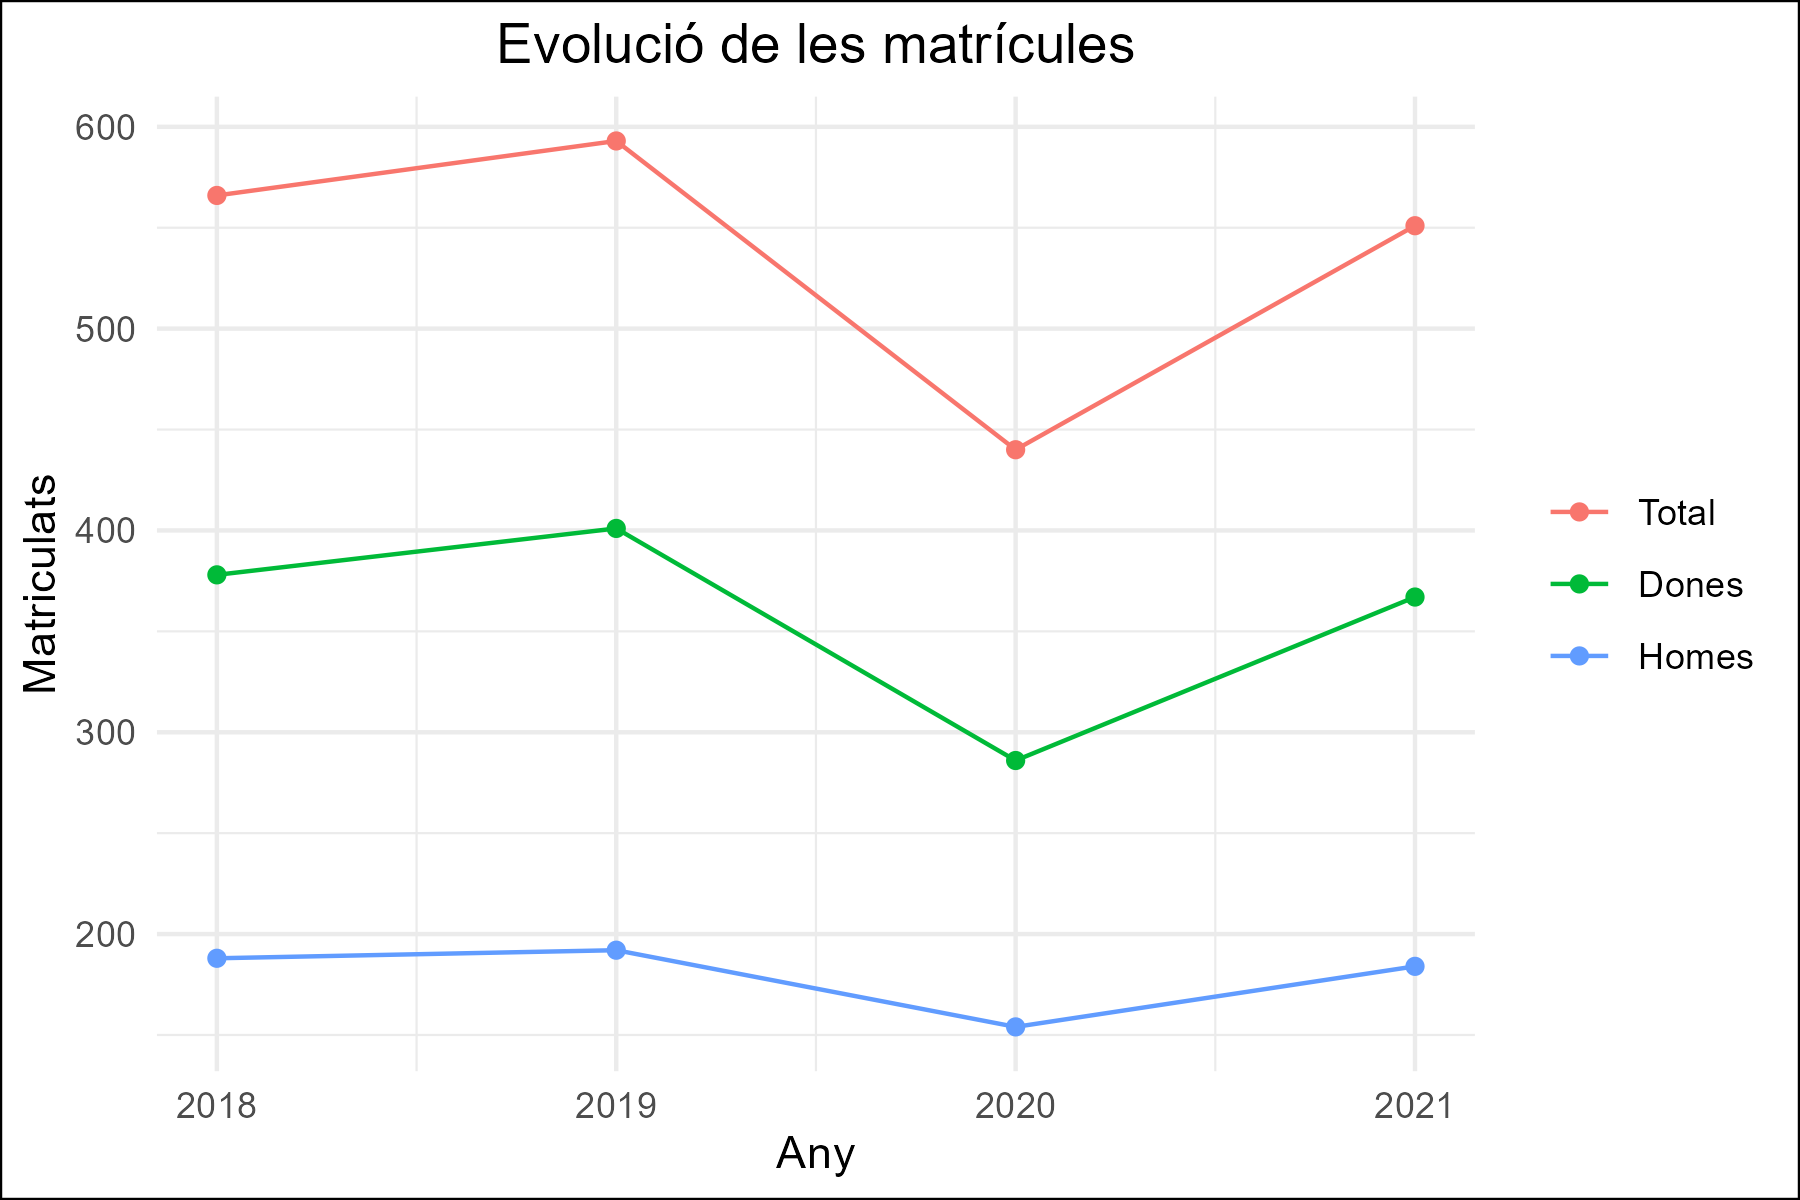 Evolució de les matrícules
600
500
400
300
200
Matriculats
2018 2019 2020 2021
Any
Total
Dones
Homes